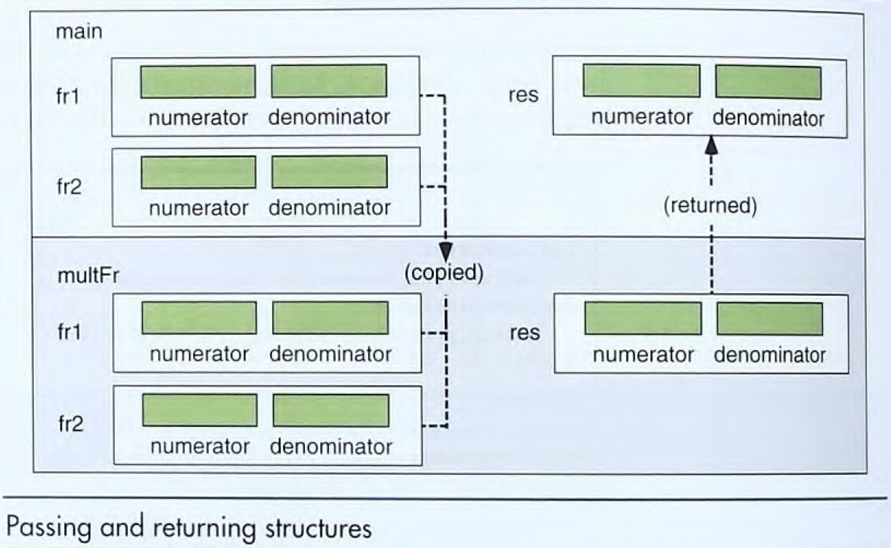 main
fr1
numerator denominator
res
numerator denominator
fr2
numerator denominator
(returned)
multFr
(copied)
fr1
numerator denominator
res
numerator denominator
fr2
numerator denominator
Passing and returning structures